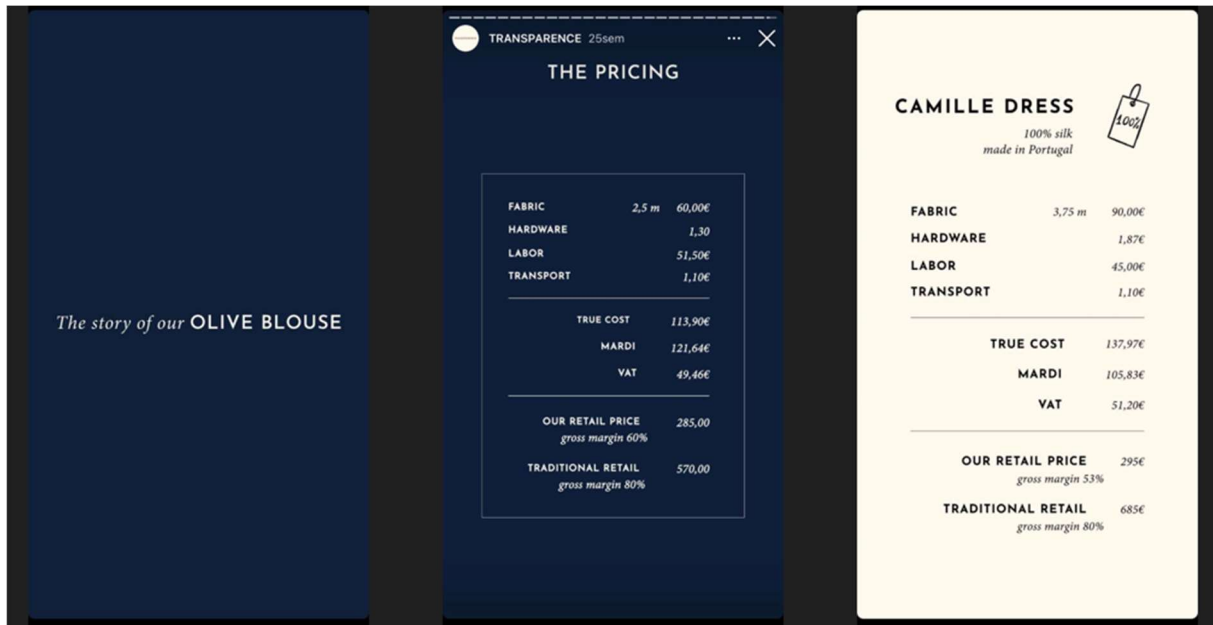 The story of our OLIVE BLOUSE
TRANSPARENCE 25sem
THE PRICING
FABRIC 2,5 m 60,00€
HARDWARE 1,30
LABOR 51,50€
TRANSPORT 1,10€
TRUE COST 113,90€
MARDI 121,64€
VAT 49,46€
OUR RETAIL PRICE 285,00
gross margin 60%
TRADITIONAL RETAIL 570,00
gross margin 80%
CAMILLE DRESS
100% silk
made in Portugal
100%
FABRIC 3,75 m 90,00€
HARDWARE 1,87€
LABOR 45,00€
TRANSPORT 1,10€
TRUE COST 137,97€
MARDI 105,83€
VAT 51,20€
OUR RETAIL PRICE 295€
gross margin 53%
TRADITIONAL RETAIL 685€
gross margin 80%